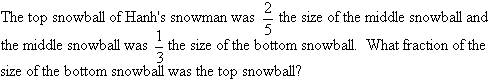 The top snowball of Hanh's snowman was 2/5 the size of the middle snowball and
the middle snowball was 1/3 the size of the bottom snowball. What fraction of the
size of the bottom snowball was the top snowball?